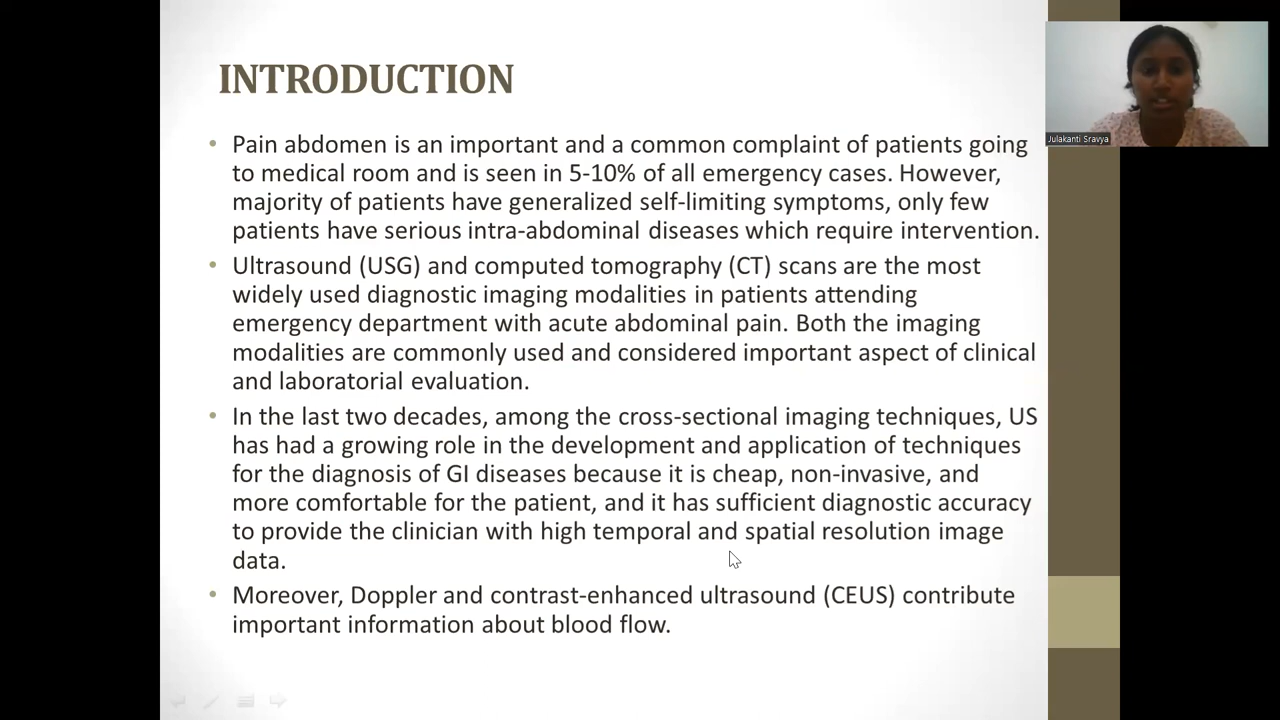 INTRODUCTION
• Pain abdomen is an important and a common complaint of patients going
to medical room and is seen in 5-10% of all emergency cases. However,
majority of patients have generalized self-limiting symptoms, only few
patients have serious intra-abdominal diseases which require intervention.
• Ultrasound (USG) and computed tomography (CT) scans are the most
widely used diagnostic imaging modalities in patients attending
emergency department with acute abdominal pain. Both the imaging
modalities are commonly used and considered important aspect of clinical
and laboratorial evaluation.
• In the last two decades, among the cross-sectional imaging techniques, US
has had a growing role in the development and application of techniques
for the diagnosis of GI diseases because it is cheap, non-invasive, and
more comfortable for the patient, and it has sufficient diagnostic accuracy
to provide the clinician with high temporal and spatial resolution image
data.
• Moreover, Doppler and contrast-enhanced ultrasound (CEUS) contribute
important information about blood flow.
Julakanti Sravya